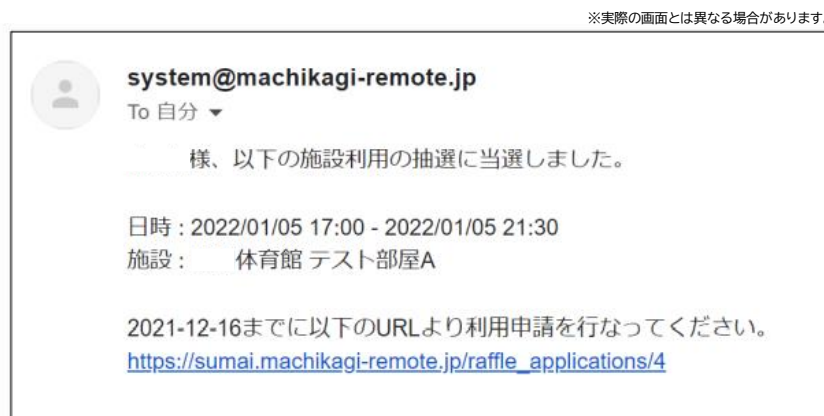 ※実際の画面とは異なる場合があります。
system@machikagi-remote.jp
To 自分
様、以下の施設利用の抽選に当選しました。
日時 : 2022/01/05 17:00 - 2022/01/05 21:30
施設 : 体育館 テスト部屋A
2021-12-16までに以下のURLより利用申請を行なってください。
https://sumai.machikagi-remote.jp/raffle_applications/4